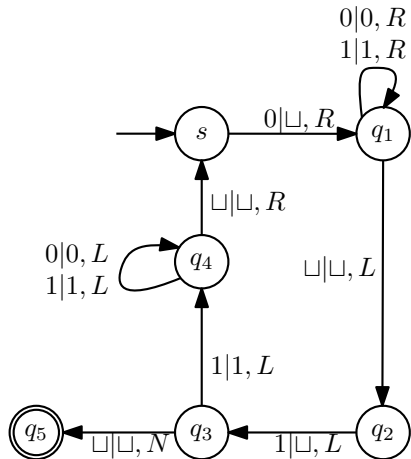 0|0, R
1|1, R
s
0|⊔, R
q₁
⊔|⊔, R
0|0, L
1|1, L
q₄
⊔|⊔, L
1|1, L
q₅
⊔|⊔, N
q₃
1|⊔, L
q₂